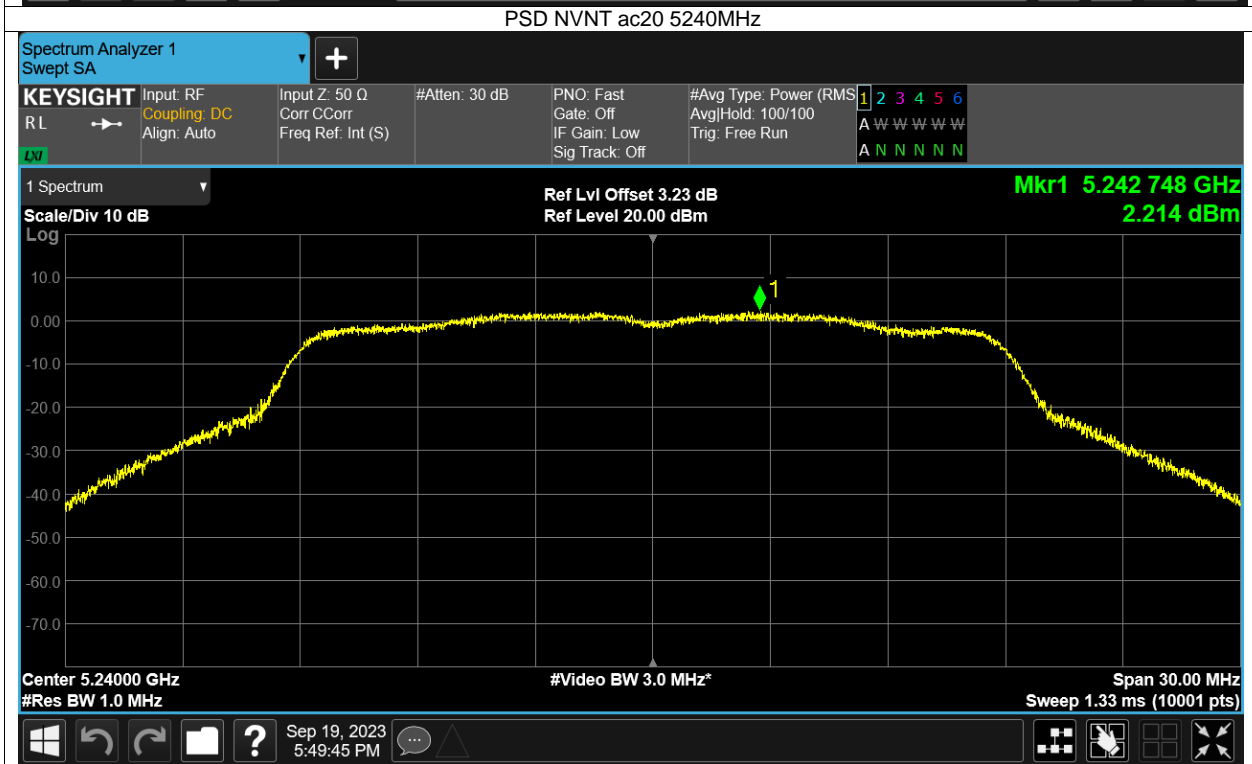 PSD NVNT ac20 5240MHz
Spectrum Analyzer 1
Swept SA
KEYSIGHT
R L
LXI
Input: RF
Coupling: DC
Align: Auto
Input Z: 50 Ω
Corr CCorr
Freq Ref: Int (S)
#Atten: 30 dB
PNO: Fast
Gate: Off
IF Gain: Low
Sig Track: Off
#Avg Type: Power (RMS
Avg|Hold: 100/100
Trig: Free Run
1 2 3 4 5 6
A W W W W W
A N N N N N
1 Spectrum
Scale/Div 10 dB
Log
Ref Lvl Offset 3.23 dB
Ref Level 20.00 dBm
Mkr1 5.242 748 GHz
2.214 dBm
10.0
0.00
-10.0
-20.0
-30.0
-40.0
-50.0
-60.0
-70.0
1
Center 5.24000 GHz
#Res BW 1.0 MHz
#Video BW 3.0 MHz*
Span 30.00 MHz
Sweep 1.33 ms (10001 pts)
?
Sep 19, 2023
5:49:45 PM